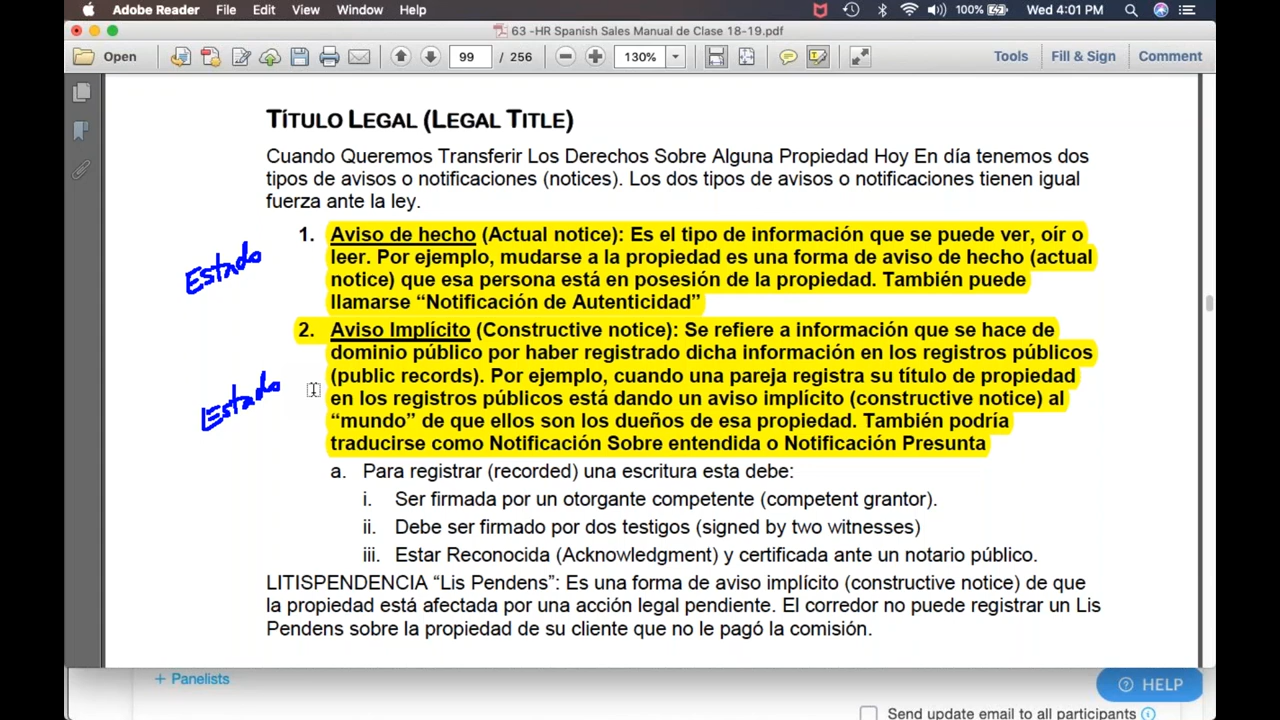 Adobe Reader File Edit View Window Help 100% Wed 4:01 PM
63 -HR Spanish Sales Manual de Clase 18-19.pdf
Open 99 / 256 130% Tools Fill & Sign Comment
TÍTULO LEGAL (LEGAL TITLE)
Cuando Queremos Transferir Los Derechos Sobre Alguna Propiedad Hoy En día tenemos dos
tipos de avisos o notificaciones (notices). Los dos tipos de avisos o notificaciones tienen igual
fuerza ante la ley.
1. Aviso de hecho (Actual notice): Es el tipo de información que se puede ver, oír o
Estado
leer. Por ejemplo, mudarse a la propiedad es una forma de aviso de hecho (actual
notice) que esa persona está en posesión de la propiedad. También puede
llamarse “Notificación de Autenticidad”
2. Aviso Implícito (Constructive notice): Se refiere a información que se hace de
dominio público por haber registrado dicha información en los registros públicos
(public records). Por ejemplo, cuando una pareja registra su título de propiedad
Estado
en los registros públicos está dando un aviso implícito (constructive notice) al
“mundo” de que ellos son los dueños de esa propiedad. También podría
traducirse como Notificación Sobre entendida o Notificación Presunta
a. Para registrar (recorded) una escritura esta debe:
i. Ser firmada por un otorgante competente (competent grantor).
ii. Debe ser firmado por dos testigos (signed by two witnesses)
iii. Estar Reconocida (Acknowledgment) y certificada ante un notario público.
LITISPENDENCIA “Lis Pendens”: Es una forma de aviso implícito (constructive notice) de que
la propiedad está afectada por una acción legal pendiente. El corredor no puede registrar un Lis
Pendens sobre la propiedad de su cliente que no le pagó la comisión.
+ Panelists
HELP
Send update email to all participants